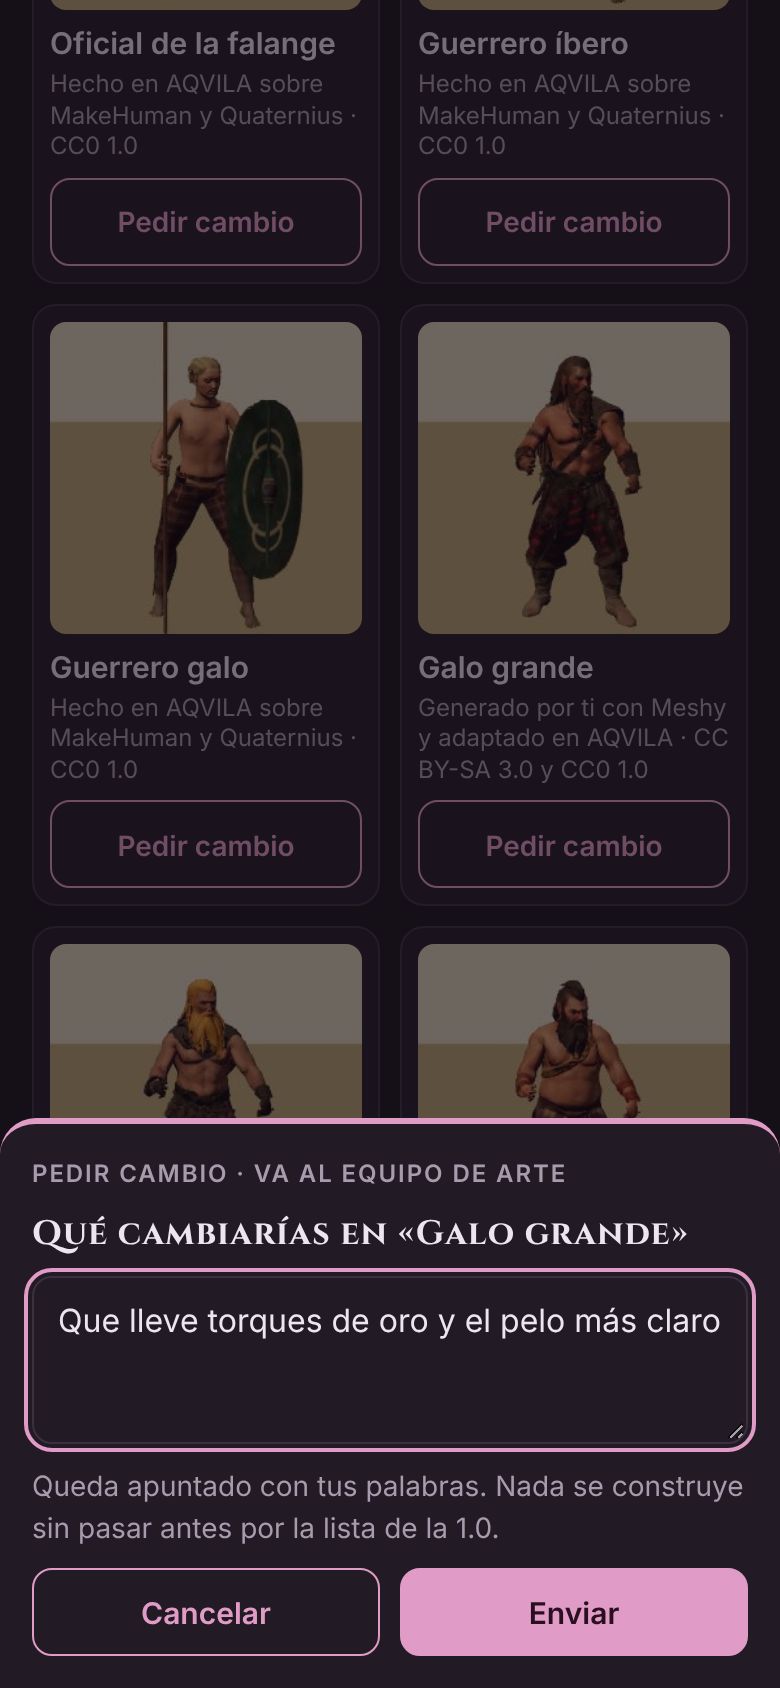 Oficial de la falange
Hecho en AQVILA sobre
MakeHuman y Quaternius ·
CC0 1.0
Pedir cambio
Guerrero íbero
Hecho en AQVILA sobre
MakeHuman y Quaternius ·
CC0 1.0
Pedir cambio
Guerrero galo
Hecho en AQVILA sobre
MakeHuman y Quaternius ·
CC0 1.0
Pedir cambio
Galo grande
Generado por ti con Meshy
y adaptado en AQVILA · CC
BY-SA 3.0 y CC0 1.0
Pedir cambio
PEDIR CAMBIO · VA AL EQUIPO DE ARTE
Qué cambiarías en «Galo grande»
Que lleve torques de oro y el pelo más claro
Queda apuntado con tus palabras. Nada se construye
sin pasar antes por la lista de la 1.0.
Cancelar
Enviar